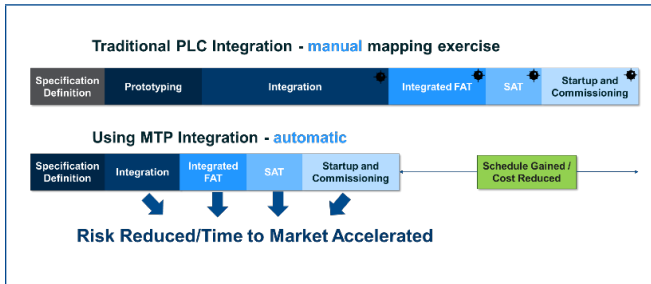 Traditional PLC Integration - manual mapping exercise
Specification
Definition
Prototyping
Integration
Integrated FAT
SAT
Startup and
Commissioning
Using MTP Integration - automatic
Specification
Definition
Integration
Integrated
FAT
SAT
Startup and
Commissioning
Schedule Gained /
Cost Reduced
Risk Reduced/Time to Market Accelerated